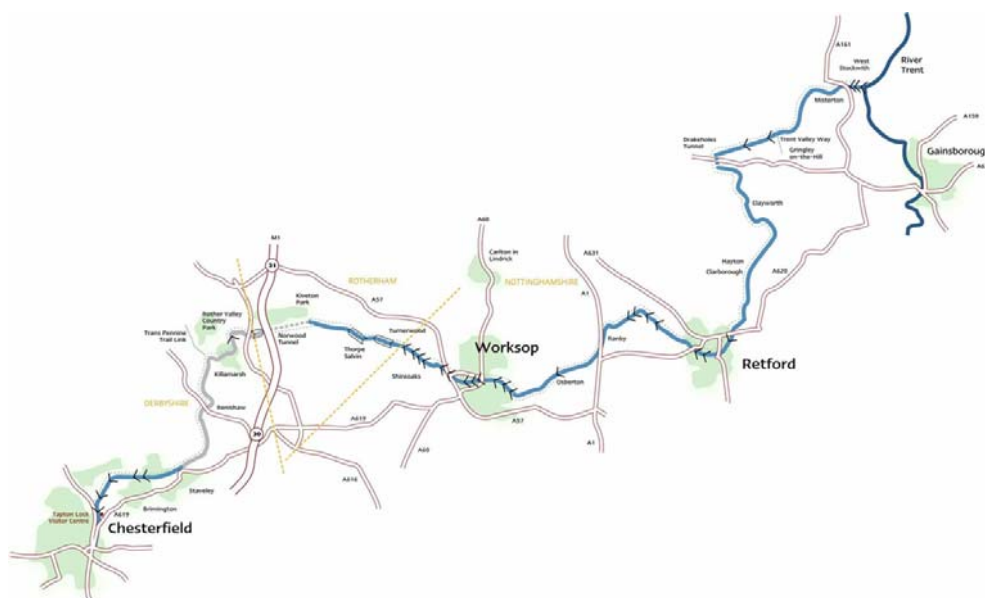 A161
West
Stockwith
River
Trent
Misterton
A159
Drakeholes
Tunnel
Trent Valley Way
Gringley
on-the-Hill
Gainsboroug
A6
Clayworth
A60
M1
Carlton in
Lindrick
A631
Hayton
Clarborough
A620
31
ROTHERHAM
NOTTINGHAMSHIRE
Kiveton
Park
A57
A1
Rother Valley
Country
Park
Trans Pennine
Trail Link
Norwood
Tunnel
Turnerwood
Thorpe
Salvin
Worksop
Ranby
Retford
Killamarsh
Shireoaks
Osberton
DERBYSHIRE
Renishaw
A619
A57
30
A60
A1
A616
Staveley
Brimington
Tapton Lock
Visitor Centre
A619
Chesterfield